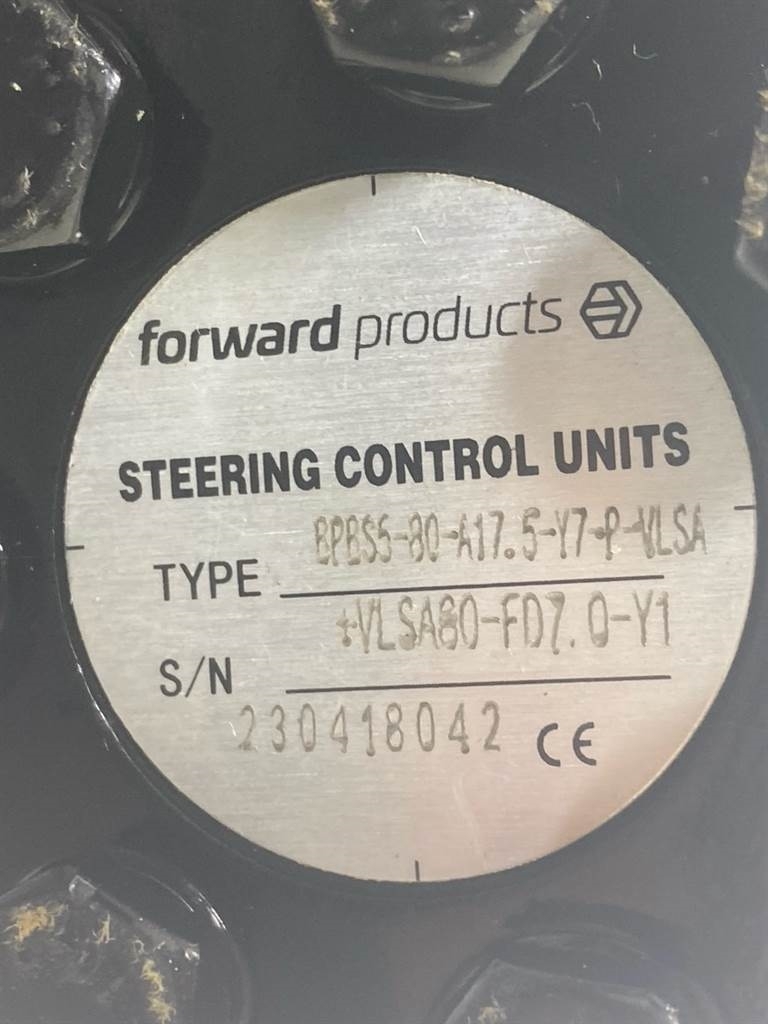 forward products
STEERING CONTROL UNITS
TYPE BPBS5-80-A17.5-Y7-P-VLSA
+VLSA80-FD7.0-Y1
S/N
230418042 CE